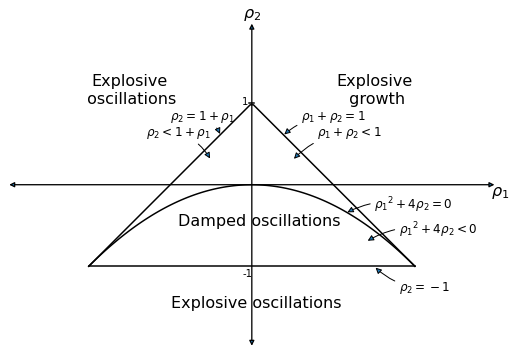 ρ₂
Explosive
oscillations
Explosive
growth
1
ρ₂ = 1 + ρ₁
ρ₁ + ρ₂ = 1
ρ₂ < 1 + ρ₁
ρ₁ + ρ₂ < 1
ρ₁
ρ₁² + 4ρ₂ = 0
Damped oscillations
ρ₁² + 4ρ₂ < 0
-1
ρ₂ = −1
Explosive oscillations